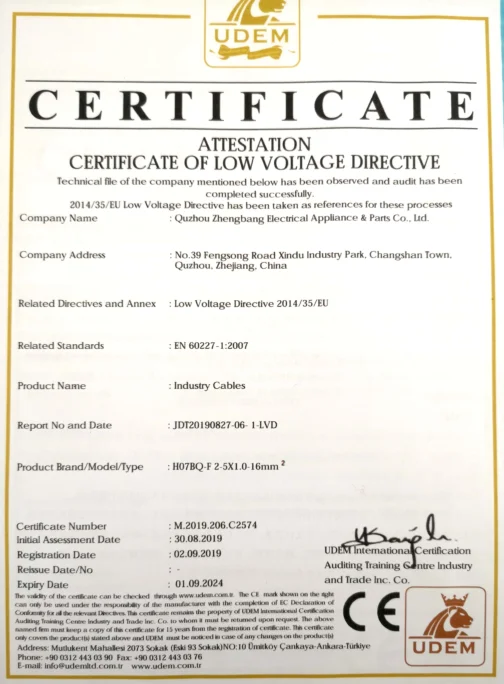 UDEM
CERTIFICATE
ATTESTATION
CERTIFICATE OF LOW VOLTAGE DIRECTIVE
Technical file of the company mentioned below has been observed and audit has been
completed successfully.
2014/35/EU Low Voltage Directive has been taken as references for these processes
Company Name : Quzhou Zhengbang Electrical Appliance & Parts Co., Ltd.
Company Address : No.39 Fengsong Road Xindu Industry Park, Changshan Town,
Quzhou, Zhejiang, China
Related Directives and Annex : Low Voltage Directive 2014/35/EU
Related Standards : EN 60227-1:2007
Product Name : Industry Cables
Report No and Date : JDT20190827-06- 1-LVD
Product Brand/Model/Type : H07BQ-F 2-5X1.0-16mm ²
Certificate Number : M.2019.206.C2574
Initial Assessment Date : 30.08.2019
Registration Date : 02.09.2019
Reissue Date/No : -
Expiry Date : 01.09.2024
UDEM International Certification
Auditing Training Centre Industry
and Trade Inc. Co.
The validity of the certificate can be checked through www.udem.com.tr. The CE mark shown on the right
can only be used under the responsibility of the manufacturer with the completion of EC Declaration of
Conformity for all the relevant Directives. This certificate remains the property of UDEM International Certification
Auditing Training Centre Industry and Trade Inc. Co. to whom it must be returned upon request. The above
named firm must keep a copy of this certificate for 15 years from the registration of certificate. This certificate
only covers the product(s) stated above and UDEM must be noticed in case of any changes on the product(s)
Address: Mutlukent Mahallesi 2073 Sokak (Eski 93 Sokak) NO:10 Ümitköy Çankaya-Ankara-Türkiye
Phone: +90 0312 443 03 90 Fax: +90 0312 443 03 76
E-mail: info@udemltd.com.tr www.udem.com.tr
CE
UDEM